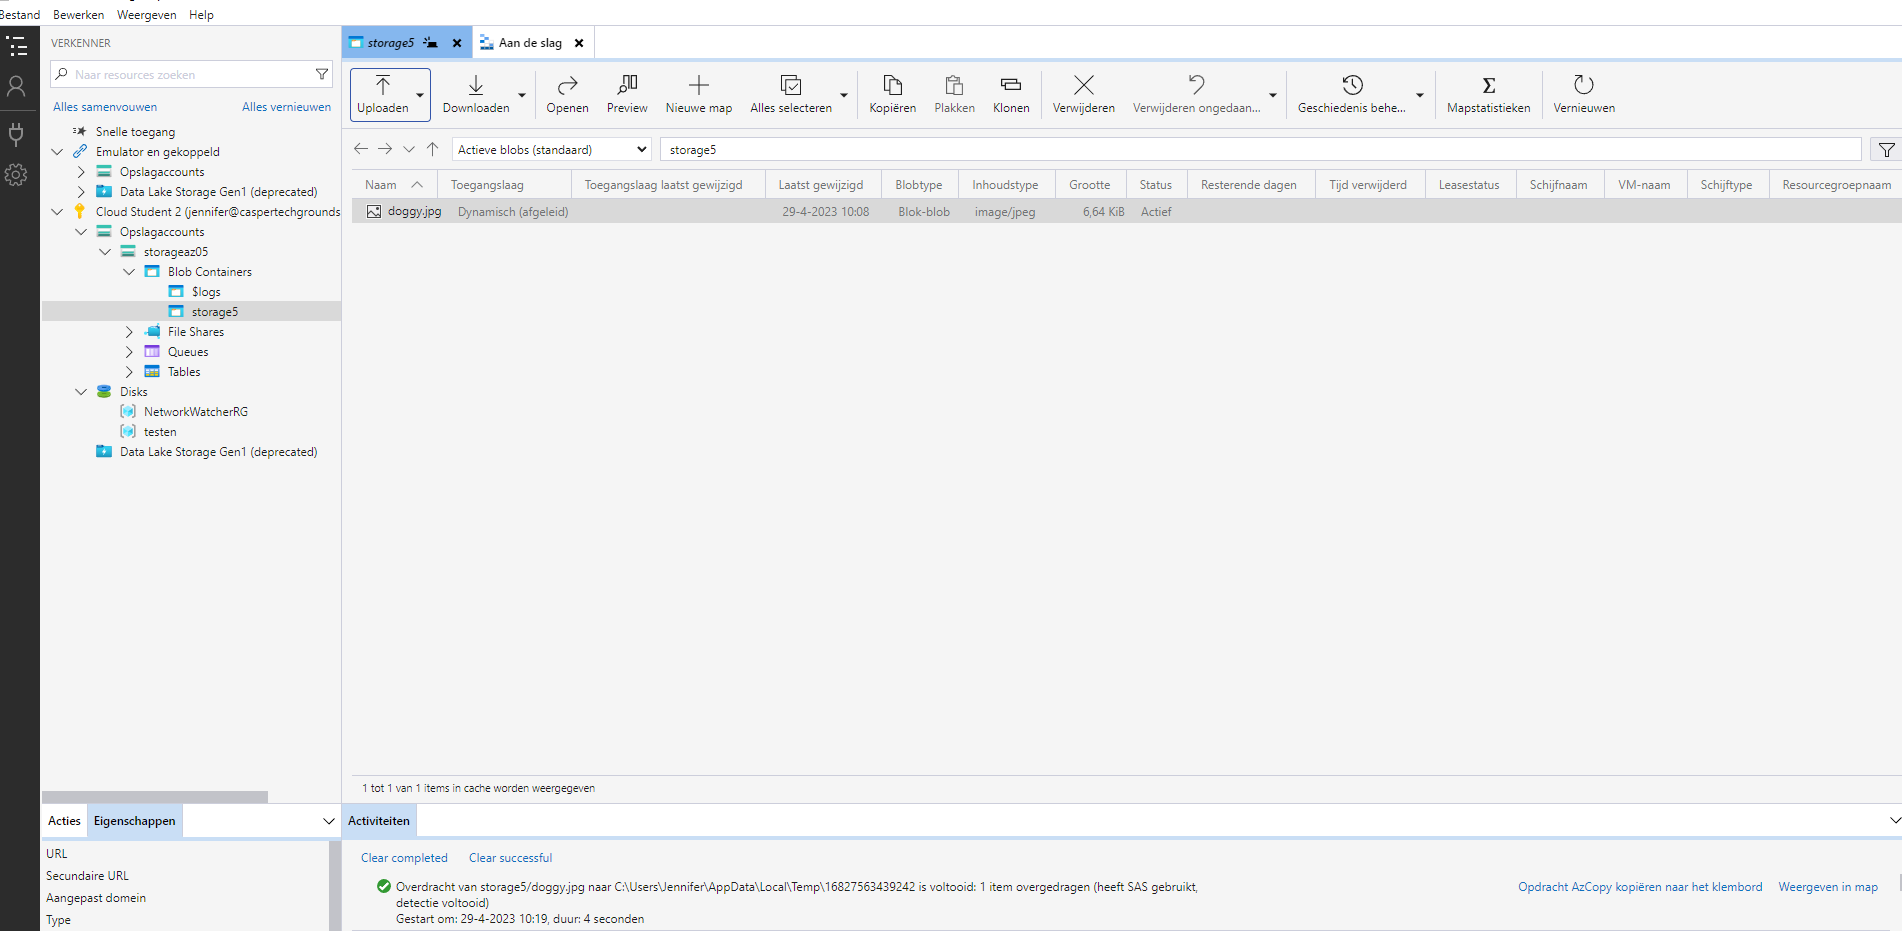 Bestand Bewerken Weergeven Help
VERKENNER
Naar resources zoeken
Alles samenvouwen Alles vernieuwen
Snelle toegang
Emulator en gekoppeld
Opslagaccounts
Data Lake Storage Gen1 (deprecated)
Cloud Student 2 (jennifer@caspertechgrounds
Opslagaccounts
storageaz05
Blob Containers
$logs
storage5
File Shares
Queues
Tables
Disks
NetworkWatcherRG
testen
Data Lake Storage Gen1 (deprecated)
Acties Eigenschappen
URL
Secundaire URL
Aangepast domein
Type
storage5 Aan de slag
Uploaden Downloaden Openen Preview Nieuwe map Alles selecteren Kopiëren Plakken Klonen Verwijderen Verwijderen ongedaan... Geschiedenis behe... Mapstatistieken Vernieuwen
Actieve blobs (standaard) storage5
Naam Toegangslaag Toegangslaag laatst gewijzigd Laatst gewijzigd Blobtype Inhoudstype Grootte Status Resterende dagen Tijd verwijderd Leasestatus Schijfnaam VM-naam Schijftype Resourcegroepnaam
doggy.jpg Dynamisch (afgeleid) 29-4-2023 10:08 Blok-blob image/jpeg 6,64 KiB Actief
1 tot 1 van 1 items in cache worden weergegeven
Activiteiten
Clear completed Clear successful
Overdracht van storage5/doggy.jpg naar C:\Users\Jennifer\AppData\Local\Temp\16827563439242 is voltooid: 1 item overgedragen (heeft SAS gebruikt,
detectie voltooid)
Gestart om: 29-4-2023 10:19, duur: 4 seconden
Opdracht AzCopy kopiëren naar het klembord Weergeven in map